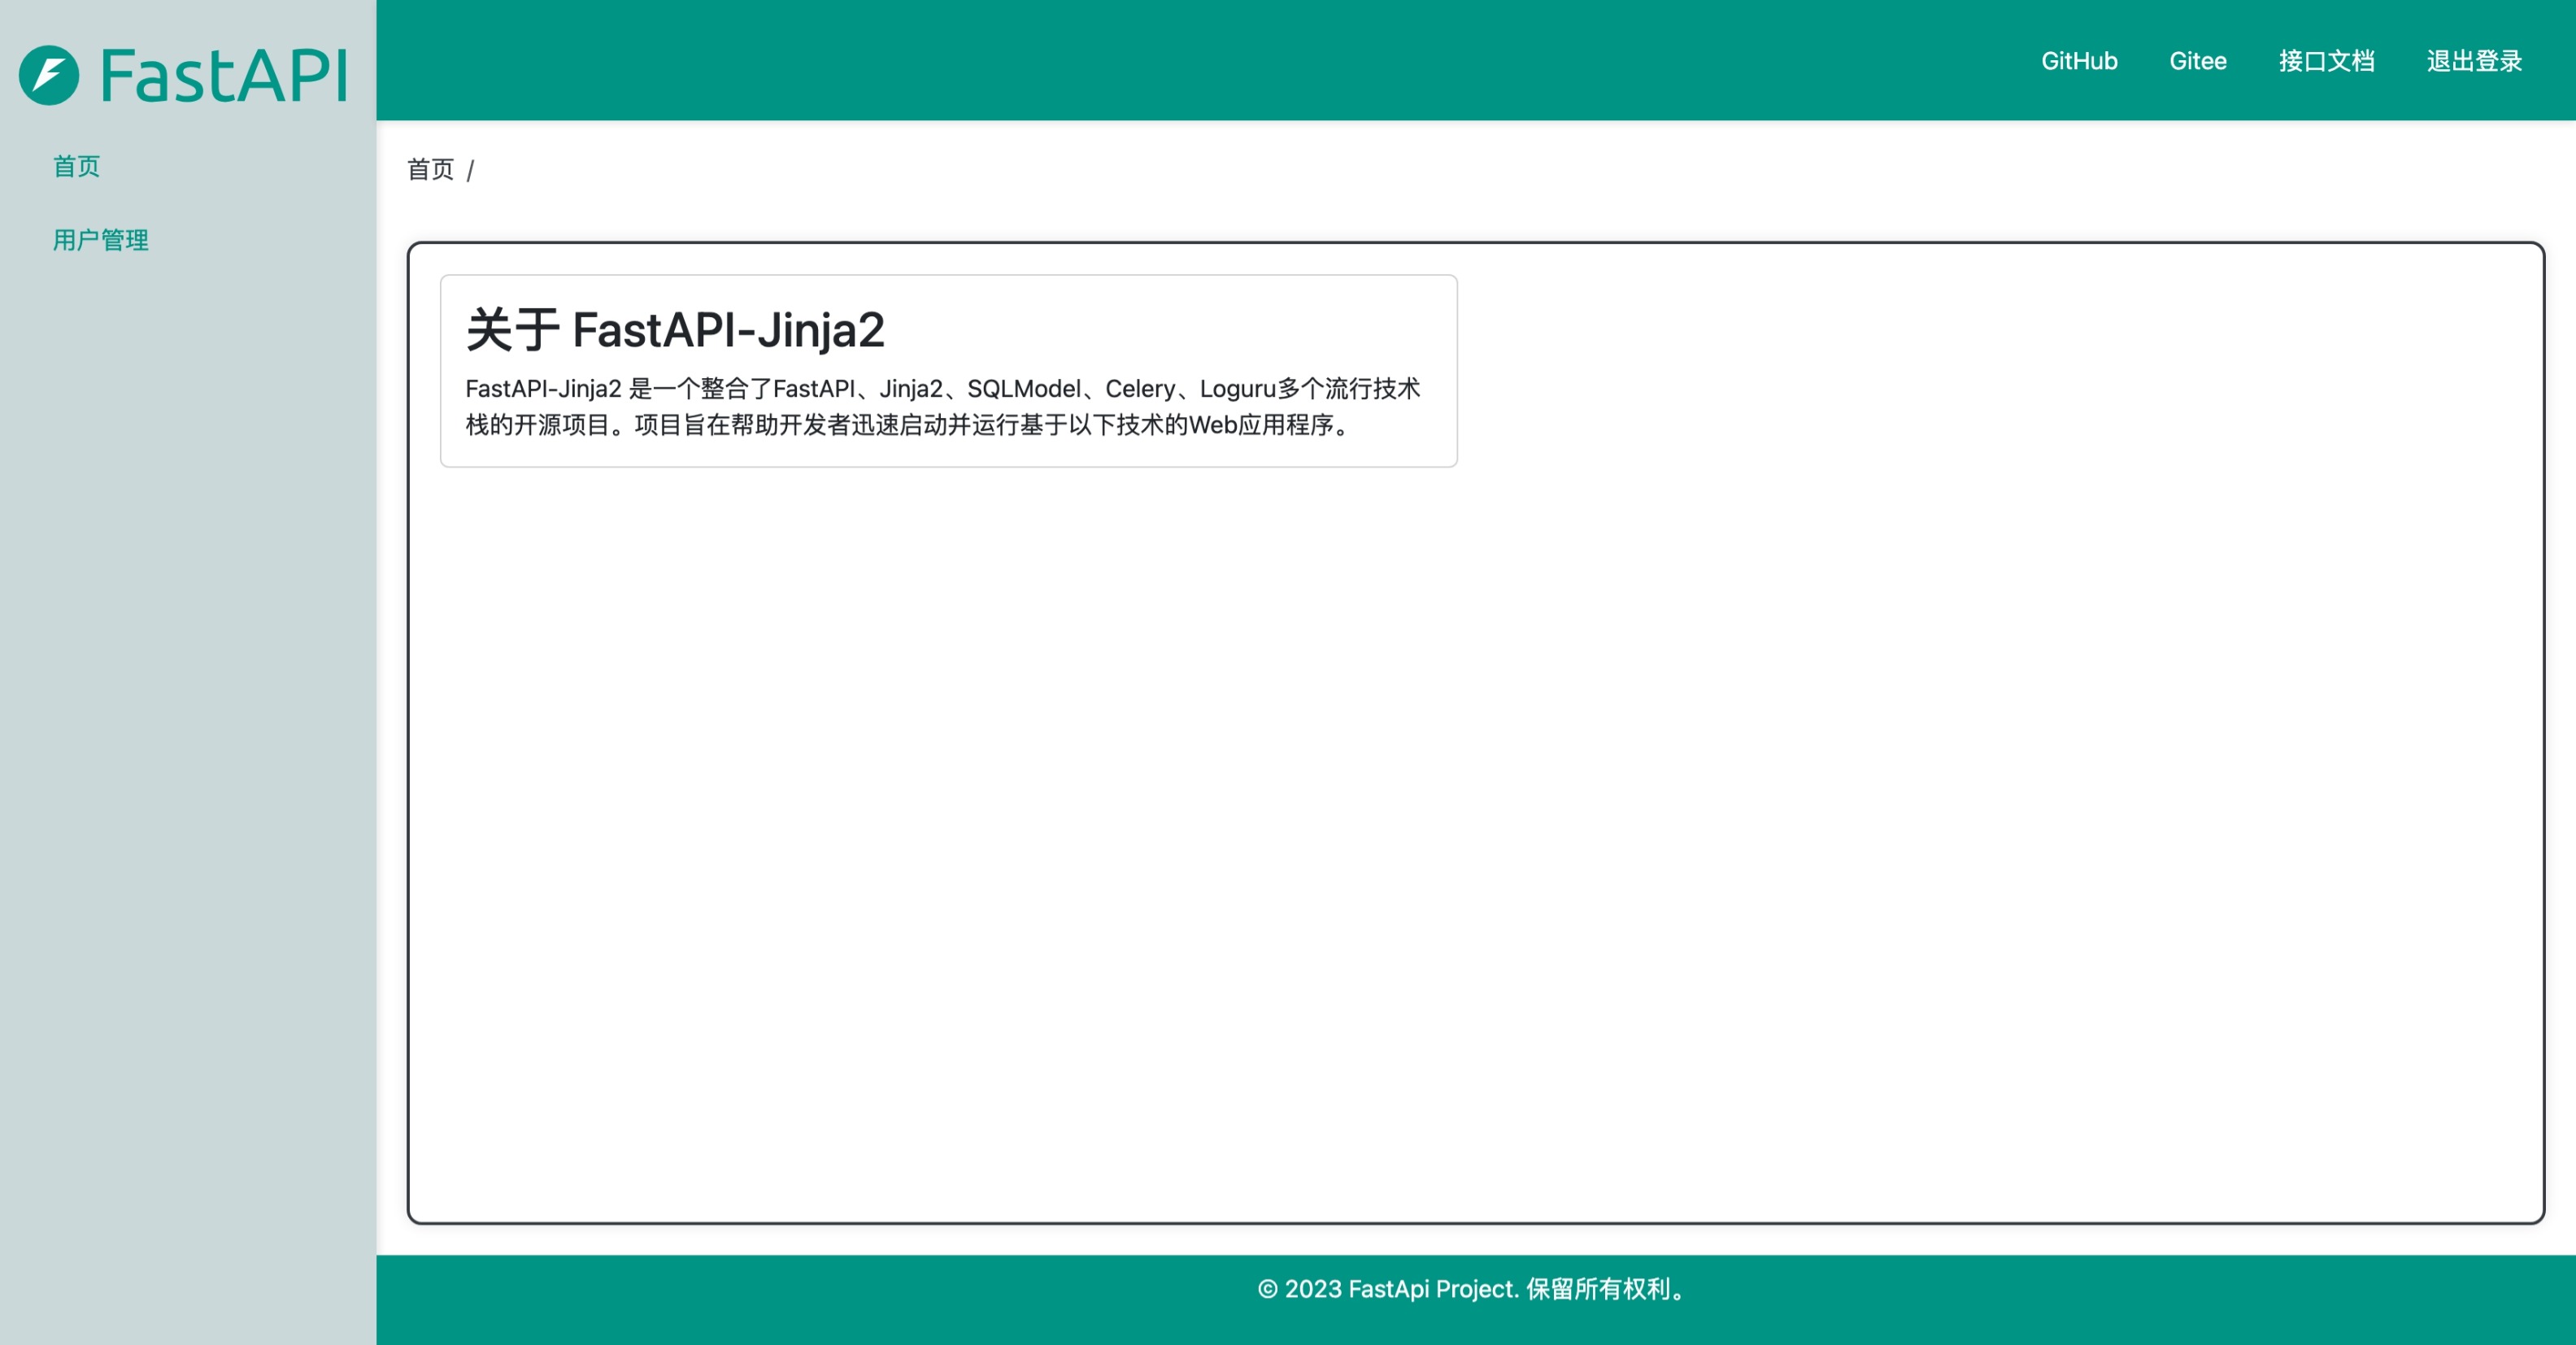 FastAPI
GitHub Gitee 接口文档 退出登录
首页
用户管理
首页 /
关于 FastAPI-Jinja2
FastAPI-Jinja2 是一个整合了FastAPI、Jinja2、SQLModel、Celery、Loguru多个流行技术
栈的开源项目。项目旨在帮助开发者迅速启动并运行基于以下技术的Web应用程序。
© 2023 FastApi Project. 保留所有权利。